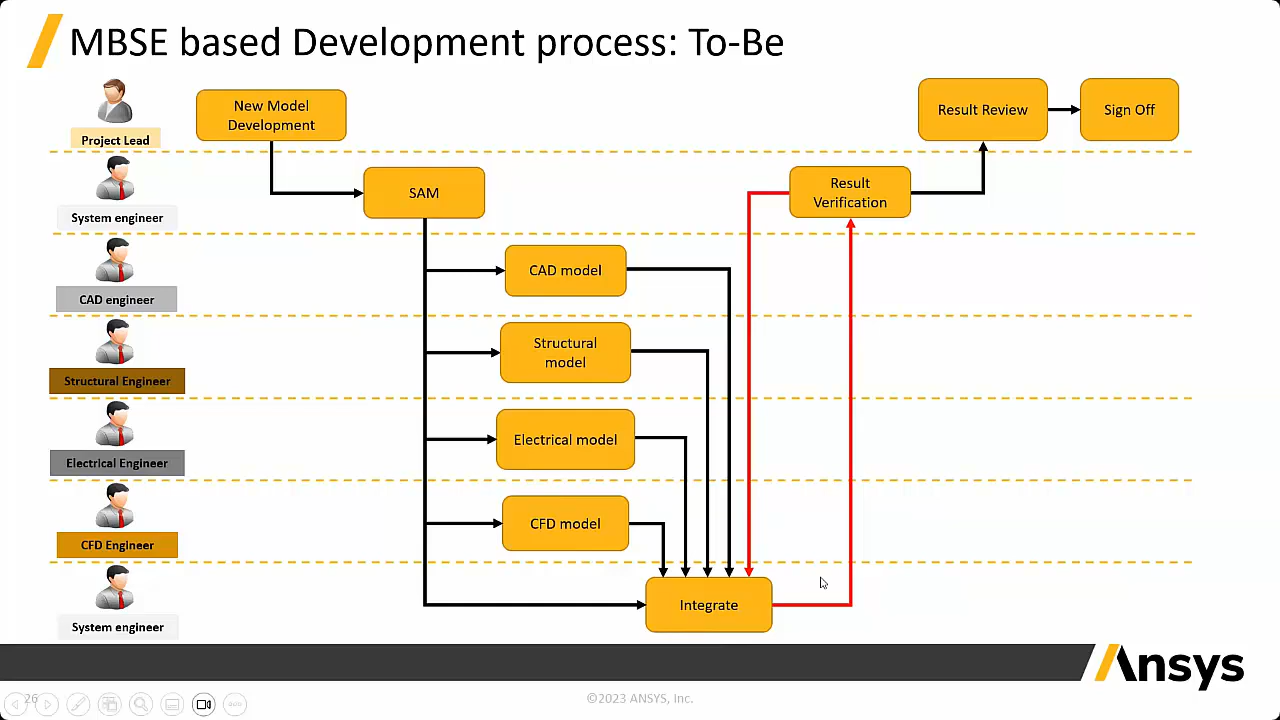 MBSE based Development process: To-Be
Project Lead
New Model
Development
Result Review
Sign Off
System engineer
SAM
Result
Verification
CAD engineer
CAD model
Structural Engineer
Structural
model
Electrical Engineer
Electrical model
CFD Engineer
CFD model
System engineer
Integrate
Ansys
26
©2023 ANSYS, Inc.